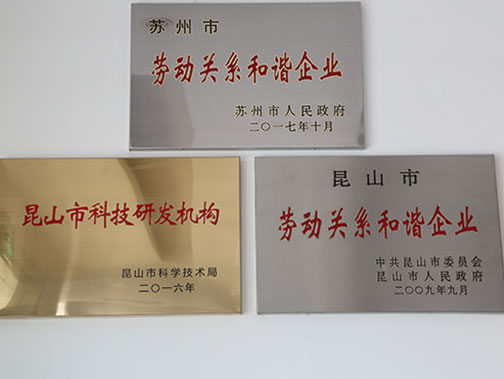 苏州市
劳动关系和谐企业
苏州市人民政府
二〇一七年十月
昆山市科技研发机构
昆山市科学技术局
二〇一六年
昆山市
劳动关系和谐企业
中共昆山市委员会
昆山市人民政府
二〇〇九年九月